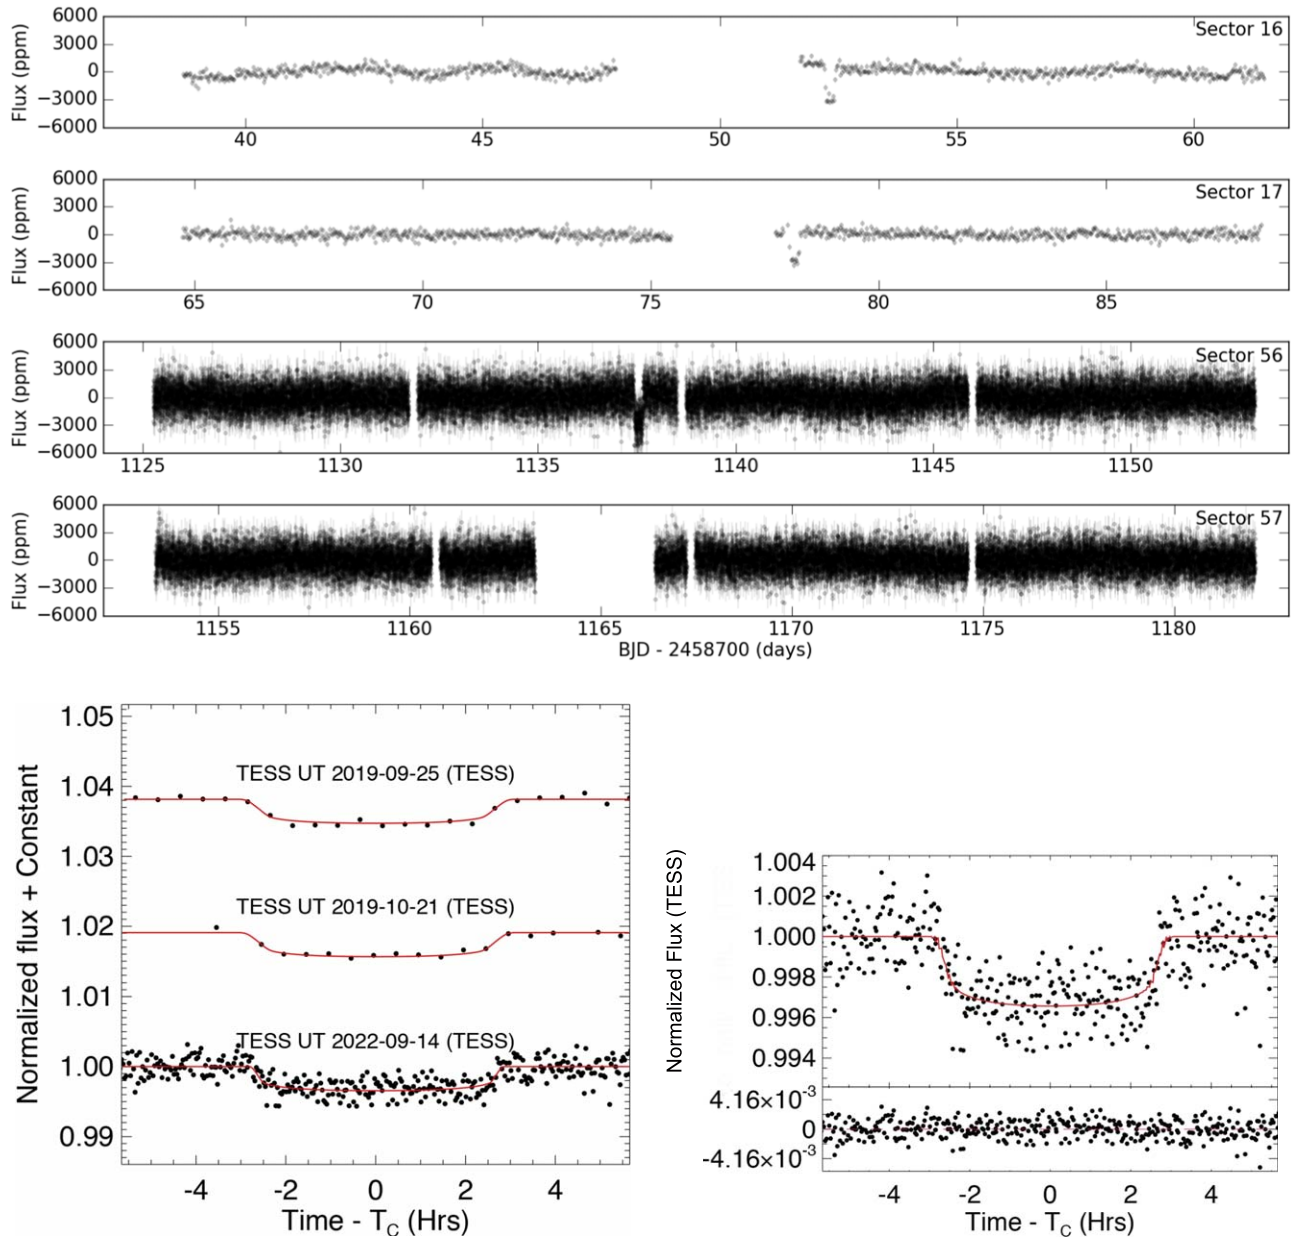 6000
3000
0
−3000
−6000
Flux (ppm)
Sector 16
40 45 50 55 60
6000
3000
0
−3000
−6000
Flux (ppm)
Sector 17
65 70 75 80 85
6000
3000
0
−3000
−6000
Flux (ppm)
Sector 56
1125 1130 1135 1140 1145 1150
6000
3000
0
−3000
−6000
Flux (ppm)
Sector 57
1155 1160 1165 1170 1175 1180
BJD - 2458700 (days)
Normalized flux + Constant
1.05
1.04
1.03
1.02
1.01
1.00
0.99
TESS UT 2019-09-25 (TESS)
TESS UT 2019-10-21 (TESS)
TESS UT 2022-09-14 (TESS)
-4 -2 0 2 4
Time - T_C (Hrs)
Normalized Flux (TESS)
1.004
1.002
1.000
0.998
0.996
0.994
4.16×10⁻³
0
-4.16×10⁻³
-4 -2 0 2 4
Time - T_C (Hrs)